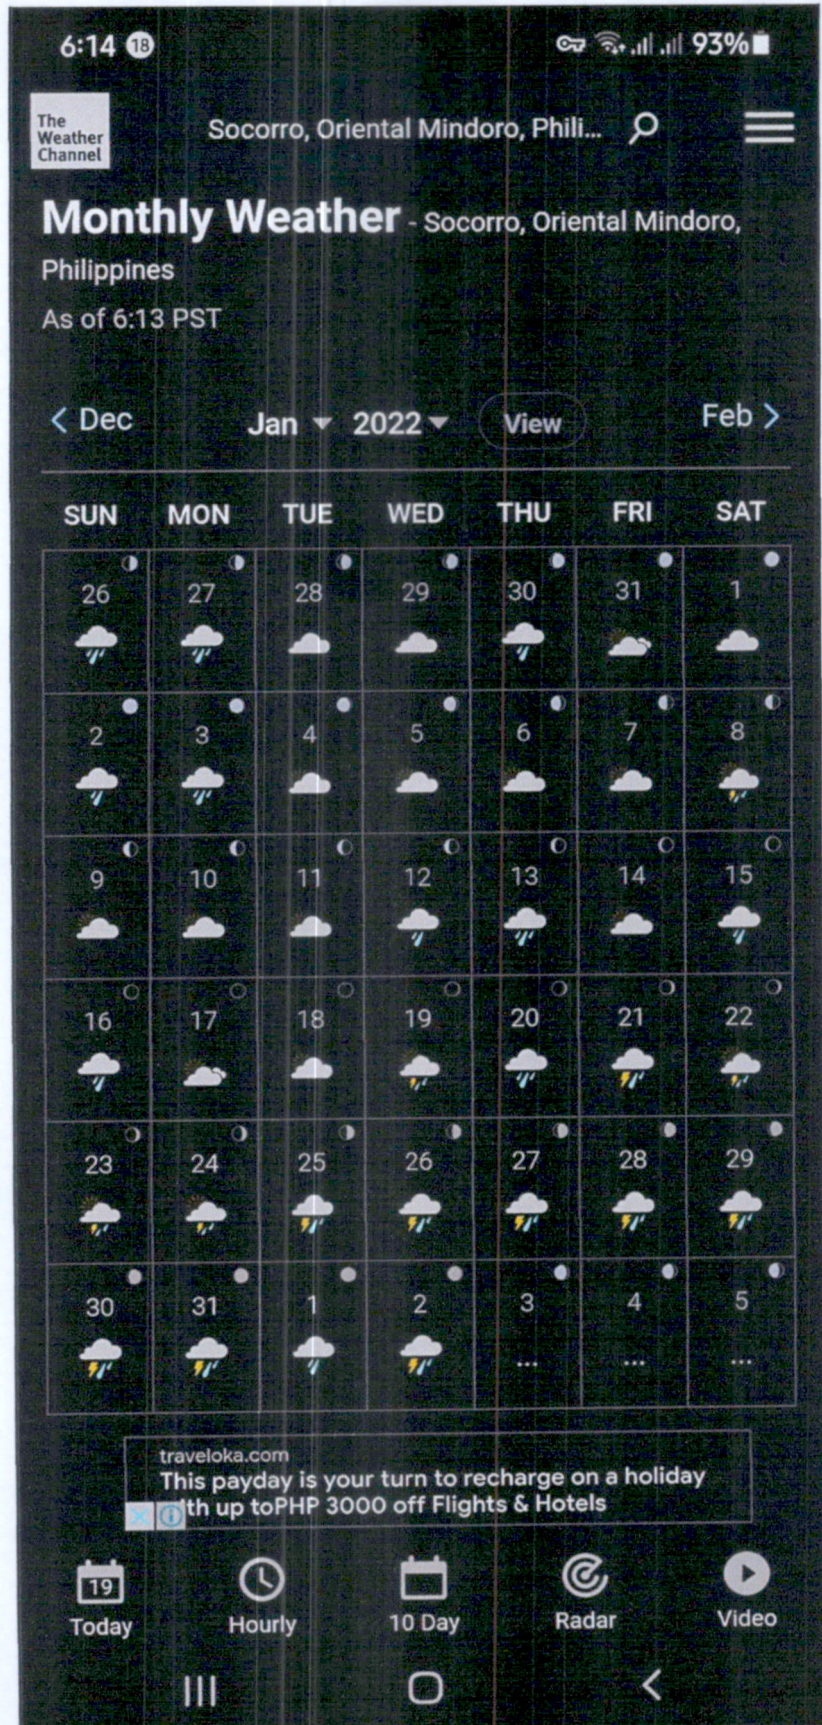 6:14 18 93%
The
Weather
Channel
Socorro, Oriental Mindoro, Phili...
Monthly Weather - Socorro, Oriental Mindoro,
Philippines
As of 6:13 PST
< Dec Jan 2022 View Feb >
SUN MON TUE WED THU FRI SAT
26 27 28 29 30 31 1
2 3 4 5 6 7 8
9 10 11 12 13 14 15
16 17 18 19 20 21 22
23 24 25 26 27 28 29
30 31 1 2 3 4 5
... ... ...
traveloka.com
This payday is your turn to recharge on a holiday
th up toPHP 3000 off Flights & Hotels
19
Today Hourly 10 Day Radar Video